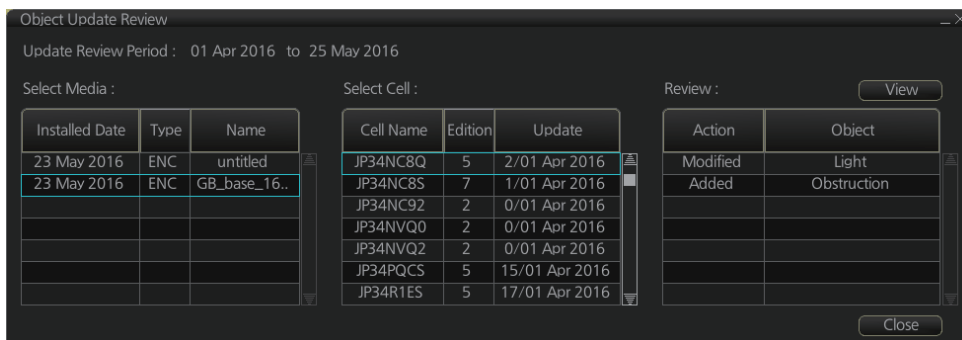 Object Update Review
Update Review Period : 01 Apr 2016 to 25 May 2016
Select Media :
Installed Date Type Name
23 May 2016 ENC untitled
23 May 2016 ENC GB_base_16..
Select Cell :
Cell Name Edition Update
JP34NC8Q 5 2/01 Apr 2016
JP34NC8S 7 1/01 Apr 2016
JP34NC92 2 0/01 Apr 2016
JP34NVQ0 2 0/01 Apr 2016
JP34NVQ2 2 0/01 Apr 2016
JP34PQCS 5 15/01 Apr 2016
JP34R1ES 5 17/01 Apr 2016
Review : View
Action Object
Modified Light
Added Obstruction
Close